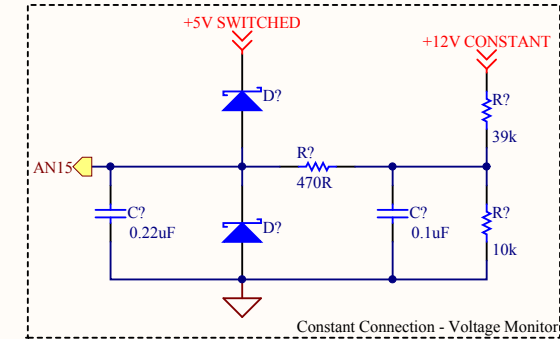 +5V SWITCHED
+12V CONSTANT
D?
R?
39k
R?
AN15
470R
C?
0.22uF
D?
C?
0.1uF
R?
10k
Constant Connection - Voltage Monitor